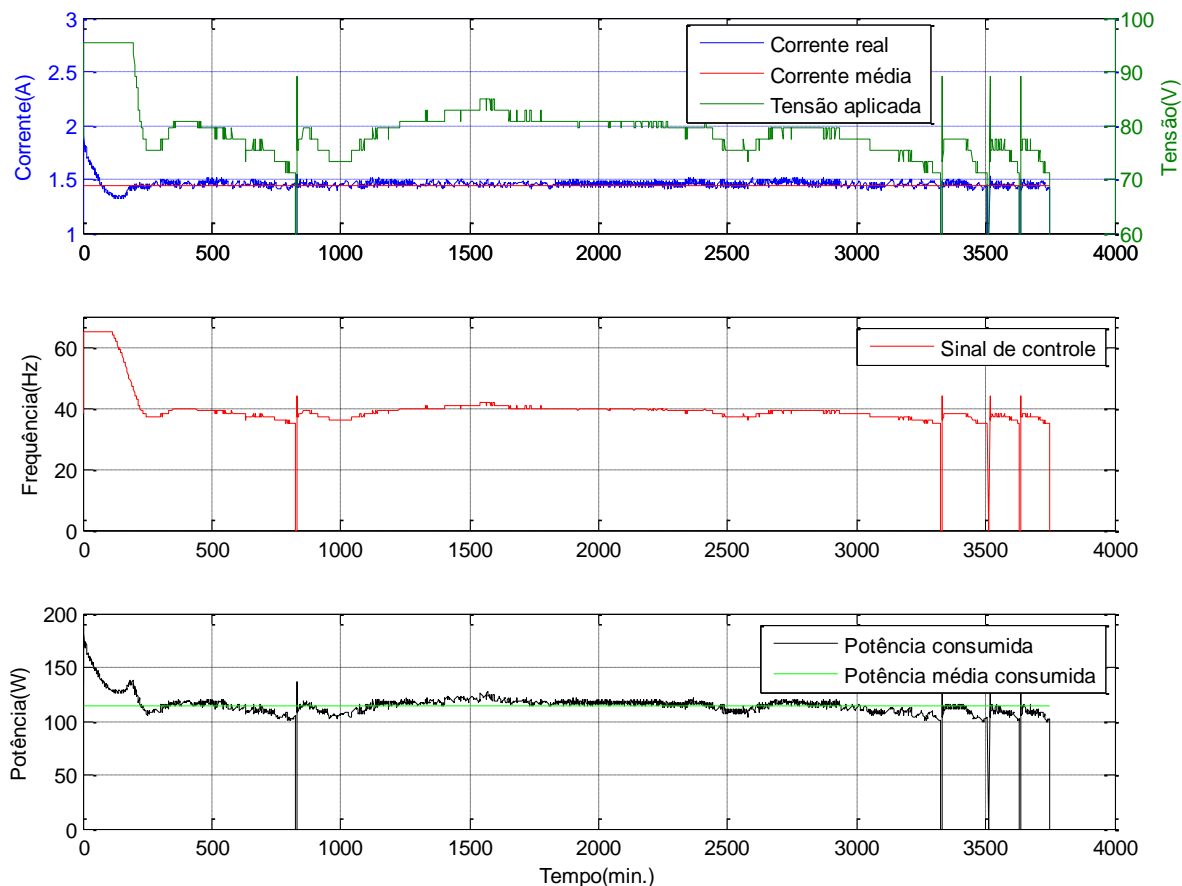 3
2.5
2
1.5
1
Corrente(A)
100
90
80
70
60
Tensão(V)
Corrente real
Corrente média
Tensão aplicada
0 500 1000 1500 2000 2500 3000 3500 4000
60
40
20
0
Frequência(Hz)
Sinal de controle
0 500 1000 1500 2000 2500 3000 3500 4000
200
150
100
50
0
Potência(W)
Potência consumida
Potência média consumida
0 500 1000 1500 2000 2500 3000 3500 4000
Tempo(min.)